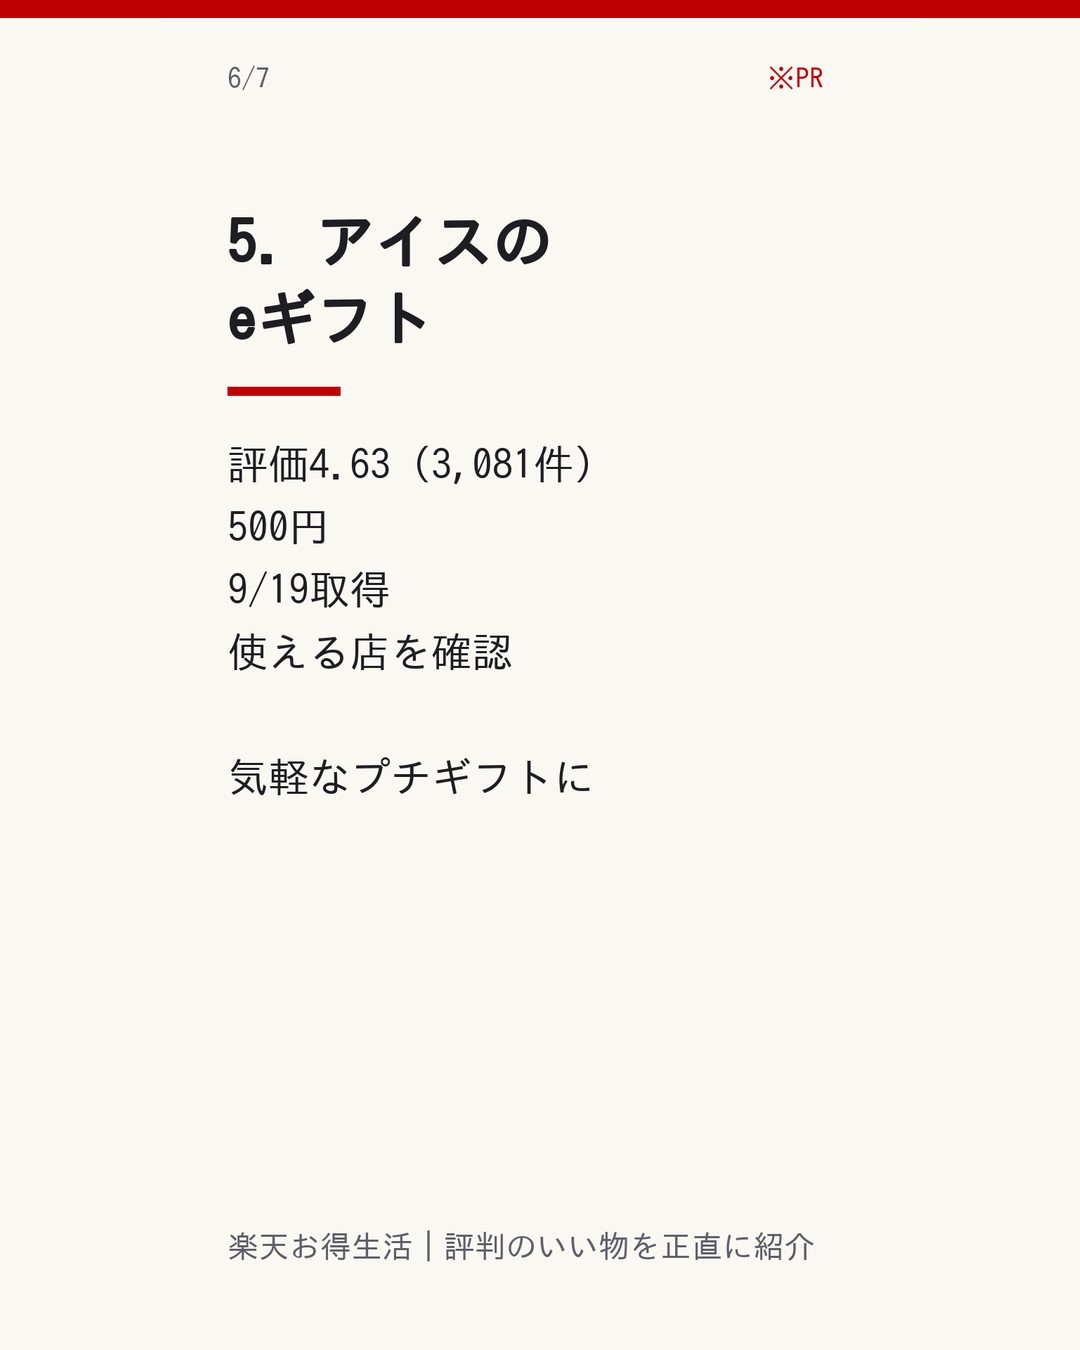 6/7
※PR
5. アイスの
eギフト
評価4.63（3,081件）
500円
9/19取得
使える店を確認
気軽なプチギフトに
楽天お得生活｜評判のいい物を正直に紹介